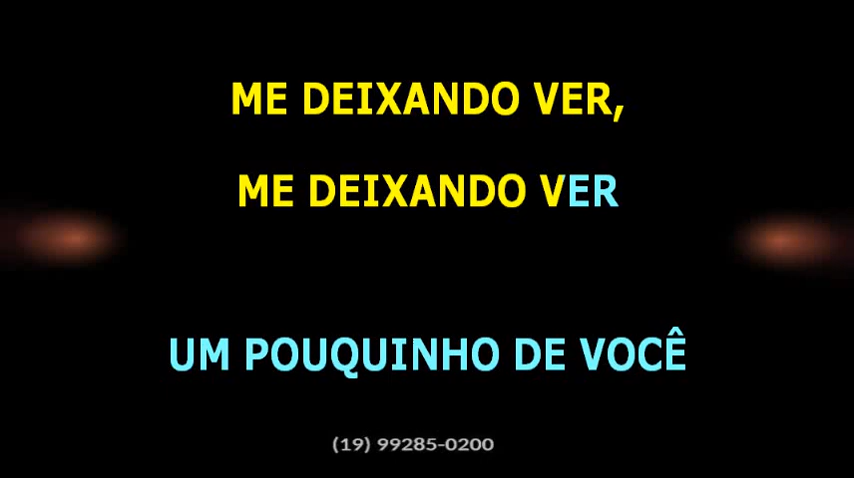 ME DEIXANDO VER,
ME DEIXANDO VER
UM POUQUINHO DE VOCÊ
(19) 99285-0200